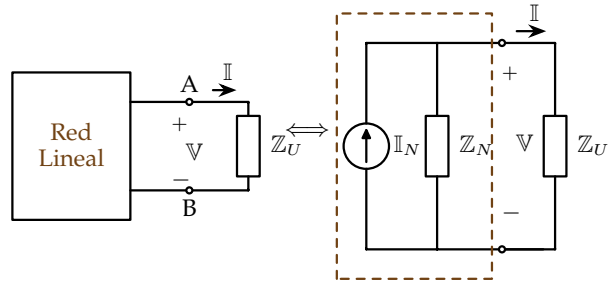 Red
Lineal
A
𝕀
+
𝕍
−
B
ℤ_U
⟺
𝕀_N
ℤ_N
𝕀
+
𝕍
−
ℤ_U